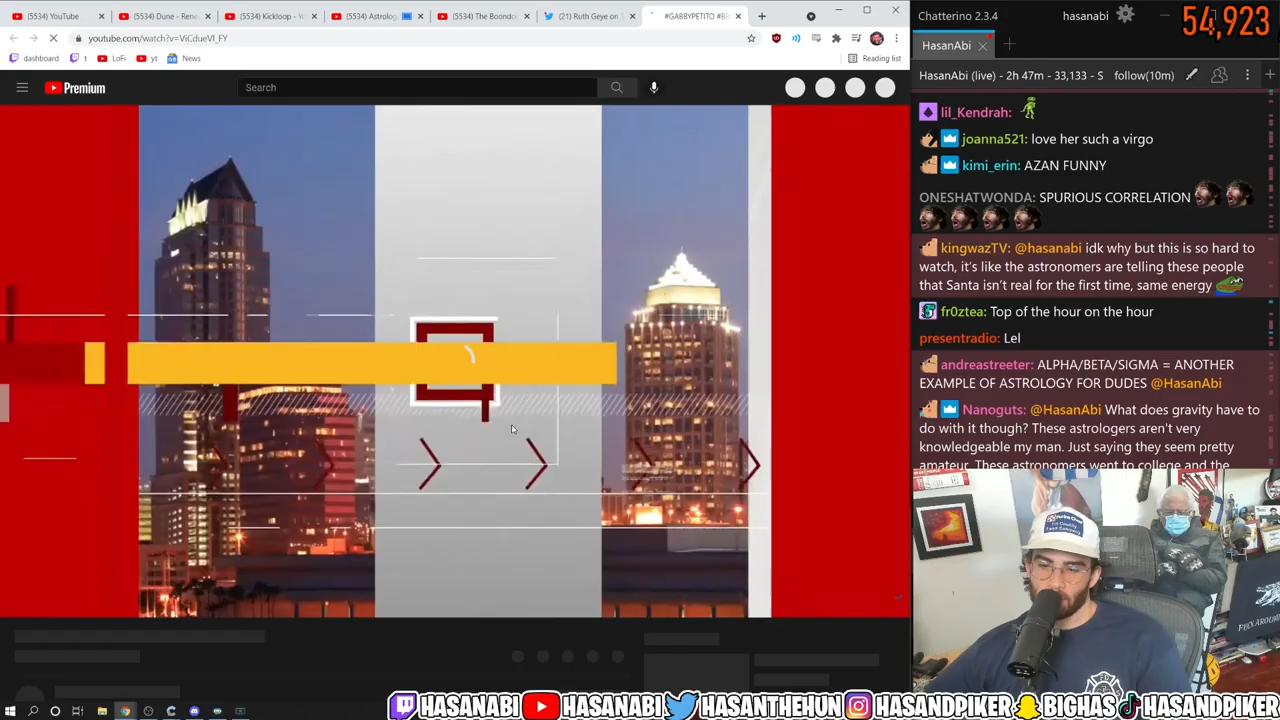 (5534) YouTube
(5534) Dune - Rene
(5534) Kickloop - Yo
(5534) Astrolog
(5534) The Boondo
(21) Ruth Geye on T
#GABBYPETITO #BR
youtube.com/watch?v=ViCdueVl_FY
dashboard
t
LoFi
yt
News
Reading list
Premium
Search
Chatterino 2.3.4
hasanabi
54,923
HasanAbi
HasanAbi (live) - 2h 47m - 33,133 - S
follow(10m)
lil_Kendrah:
joanna521: love her such a virgo
kimi_erin: AZAN FUNNY
ONESHATWONDA: SPURIOUS CORRELATION
kingwazTV: @hasanabi idk why but this is so hard to
watch, it's like the astronomers are telling these people
that Santa isn't real for the first time, same energy
fr0ztea: Top of the hour on the hour
presentradio: Lel
andreastreeter: ALPHA/BETA/SIGMA = ANOTHER
EXAMPLE OF ASTROLOGY FOR DUDES @HasanAbi
Nanoguts: @HasanAbi What does gravity have to
do with it though? These astrologers aren't very
knowledgeable my man. Just saying they seem pretty
amateur. These astronomers went to college and the
HASANABI
HASANABI
HASANTHEHUN
HASANDPIKER
BIGHAS
HASANDPIKER